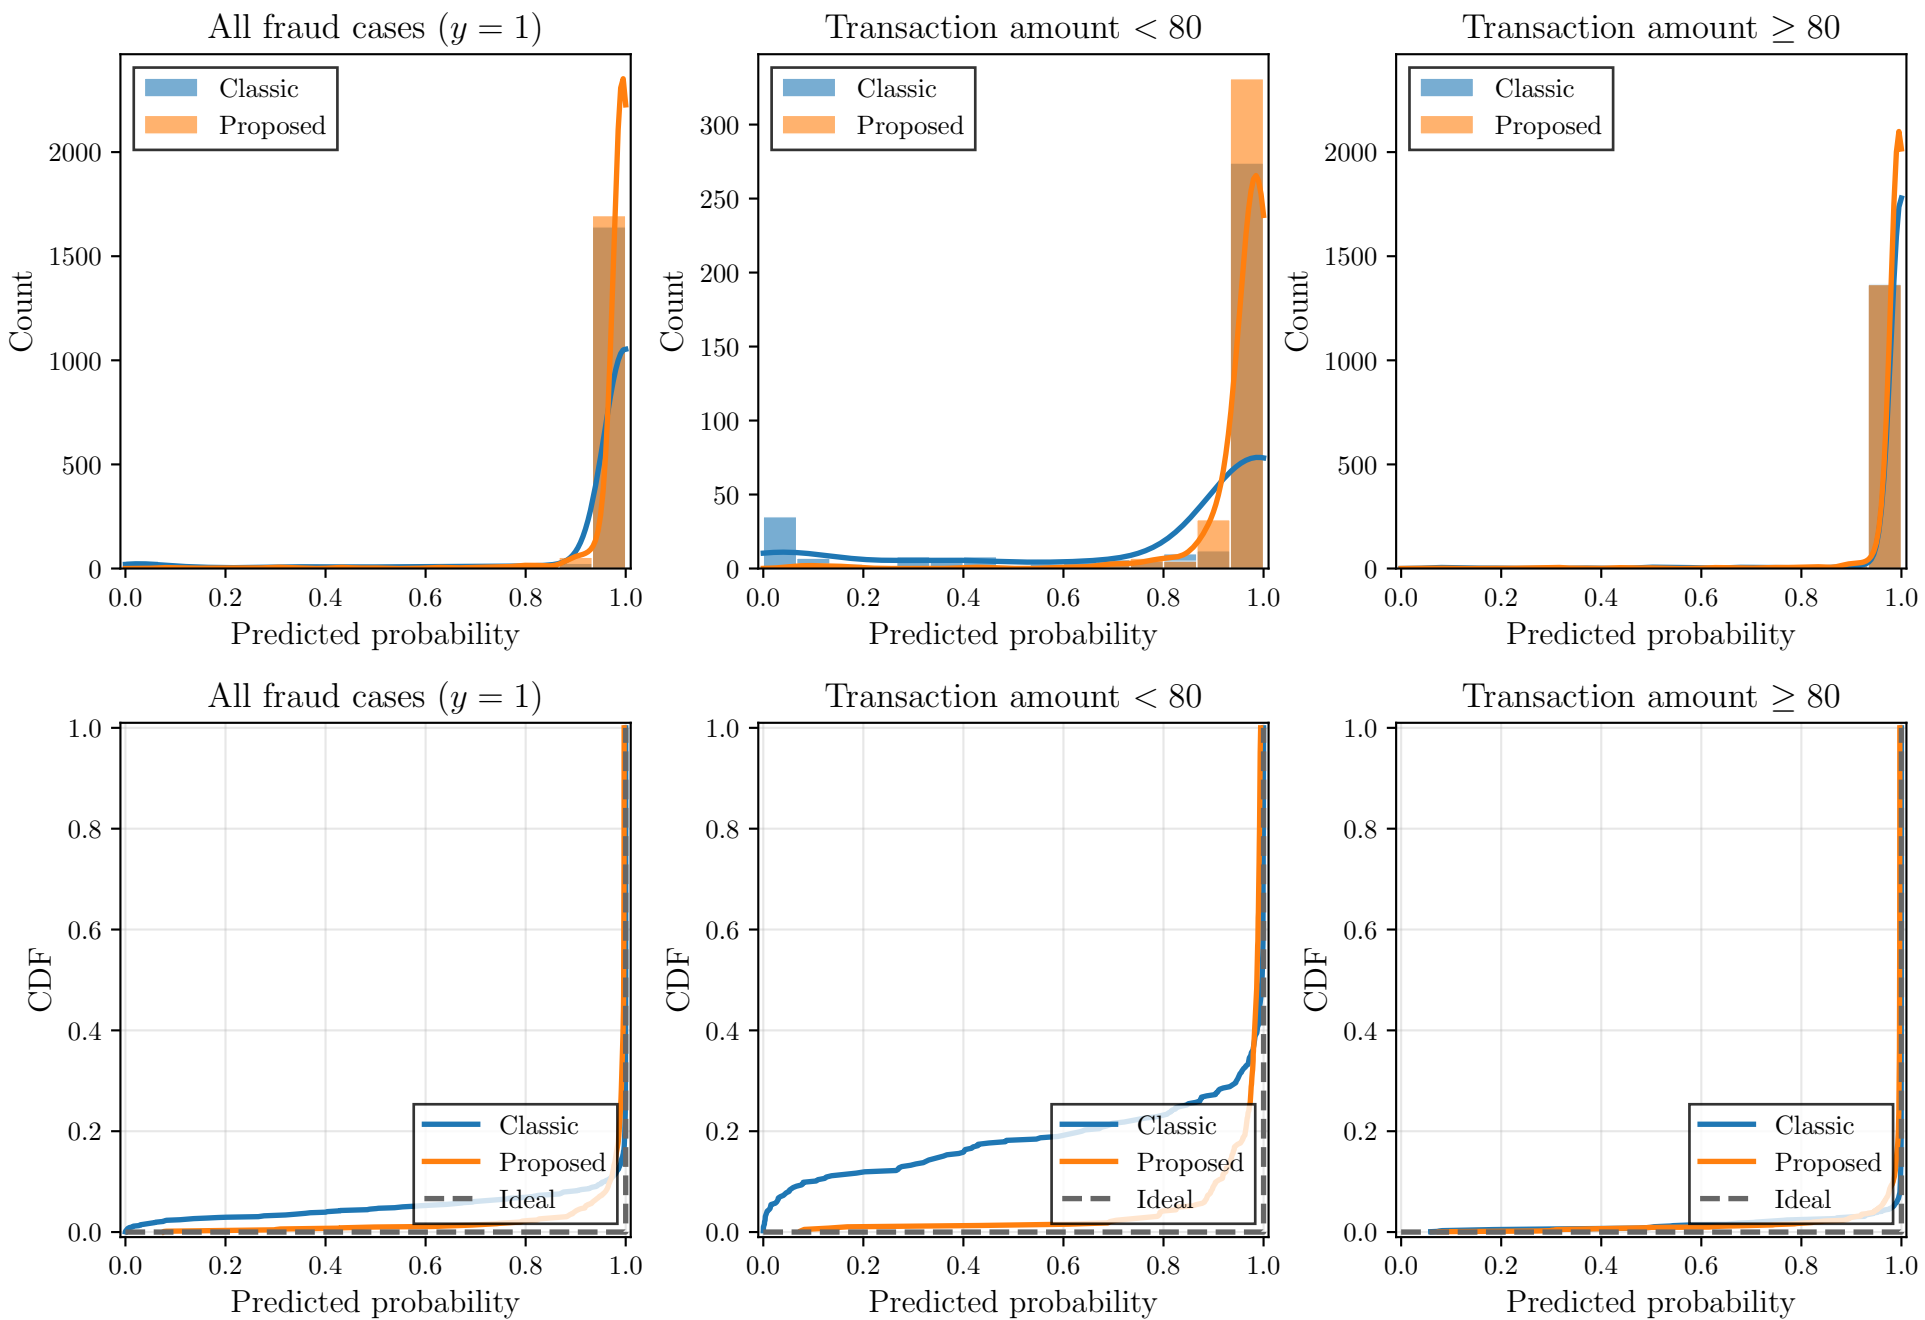 All fraud cases (y = 1)
Classic
Proposed
Count
0
500
1000
1500
2000
0.0 0.2 0.4 0.6 0.8 1.0
Predicted probability
Transaction amount < 80
Classic
Proposed
Count
0
50
100
150
200
250
300
0.0 0.2 0.4 0.6 0.8 1.0
Predicted probability
Transaction amount ≥ 80
Classic
Proposed
Count
0
500
1000
1500
2000
0.0 0.2 0.4 0.6 0.8 1.0
Predicted probability
All fraud cases (y = 1)
CDF
0.0
0.2
0.4
0.6
0.8
1.0
Classic
Proposed
Ideal
0.0 0.2 0.4 0.6 0.8 1.0
Predicted probability
Transaction amount < 80
CDF
0.0
0.2
0.4
0.6
0.8
1.0
Classic
Proposed
Ideal
0.0 0.2 0.4 0.6 0.8 1.0
Predicted probability
Transaction amount ≥ 80
CDF
0.0
0.2
0.4
0.6
0.8
1.0
Classic
Proposed
Ideal
0.0 0.2 0.4 0.6 0.8 1.0
Predicted probability